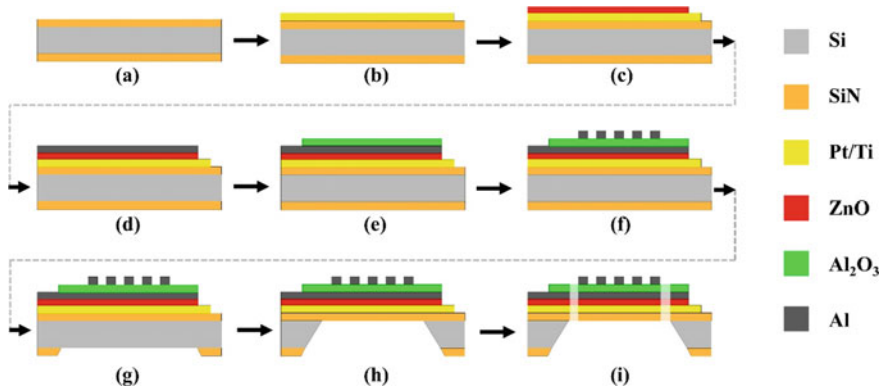 (a)
(b)
(c)
(d)
(e)
(f)
(g)
(h)
(i)
Si
SiN
Pt/Ti
ZnO
Al₂O₃
Al